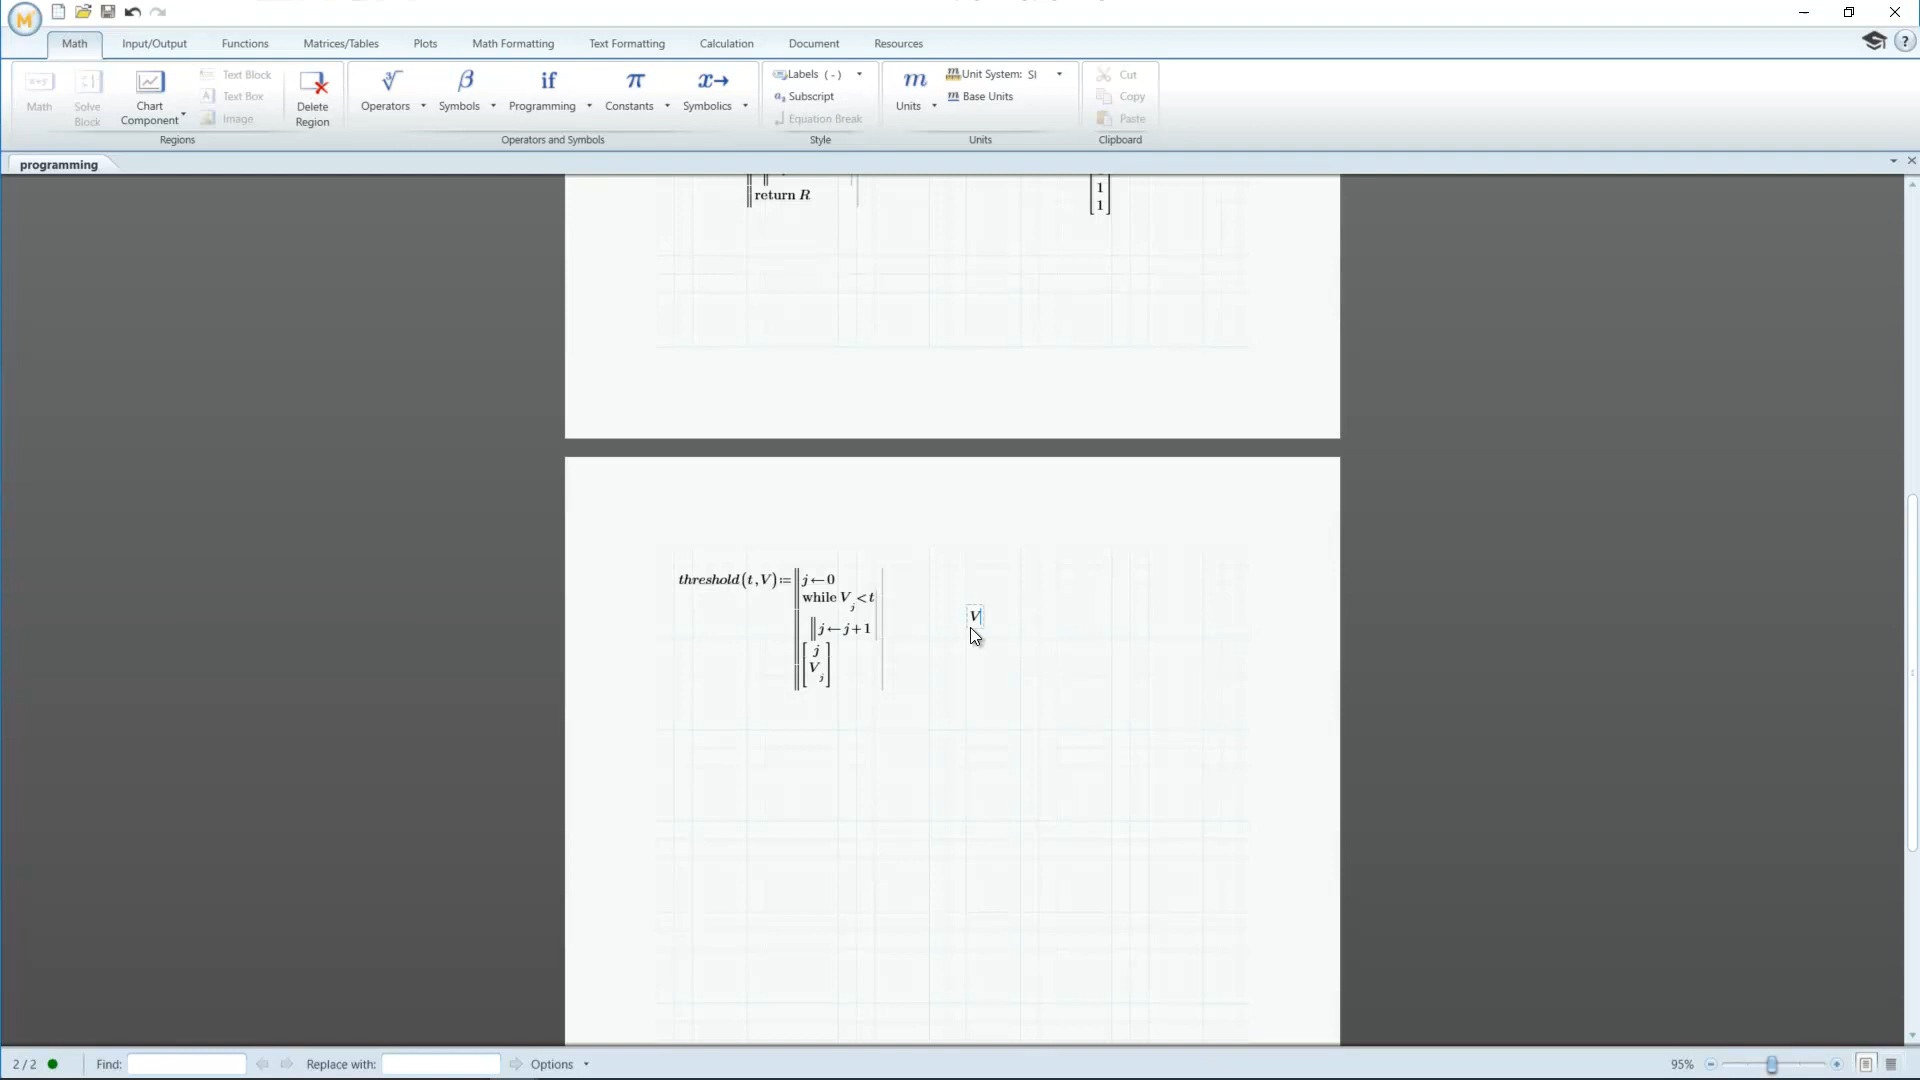 Math Input/Output Functions Matrices/Tables Plots Math Formatting Text Formatting Calculation Document Resources
Math
Solve Block
Chart Component
Text Block
Text Box
Image
Delete Region
Operators
Symbols
if
Programming
π
Constants
Symbolics
Labels (-)
Subscript
Equation Break
m
Units
Unit System: SI
Base Units
Cut
Copy
Paste
Regions Operators and Symbols Style Units Clipboard
programming
return R
1
1
threshold(t,V):= j←0
while V j <t
j←j+1
j
V j
V
2 / 2 Find: Replace with: Options 95%